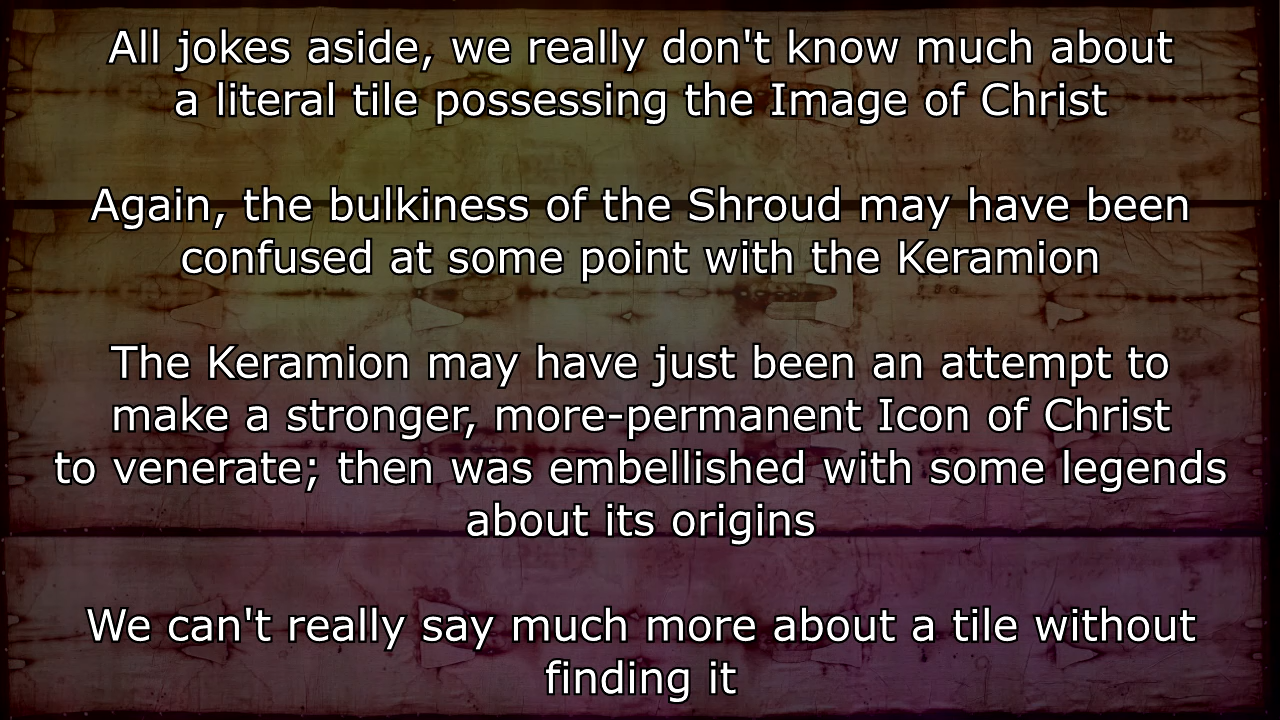 All jokes aside, we really don't know much about
a literal tile possessing the Image of Christ
Again, the bulkiness of the Shroud may have been
confused at some point with the Keramion
The Keramion may have just been an attempt to
make a stronger, more-permanent Icon of Christ
to venerate; then was embellished with some legends
about its origins
We can't really say much more about a tile without
finding it